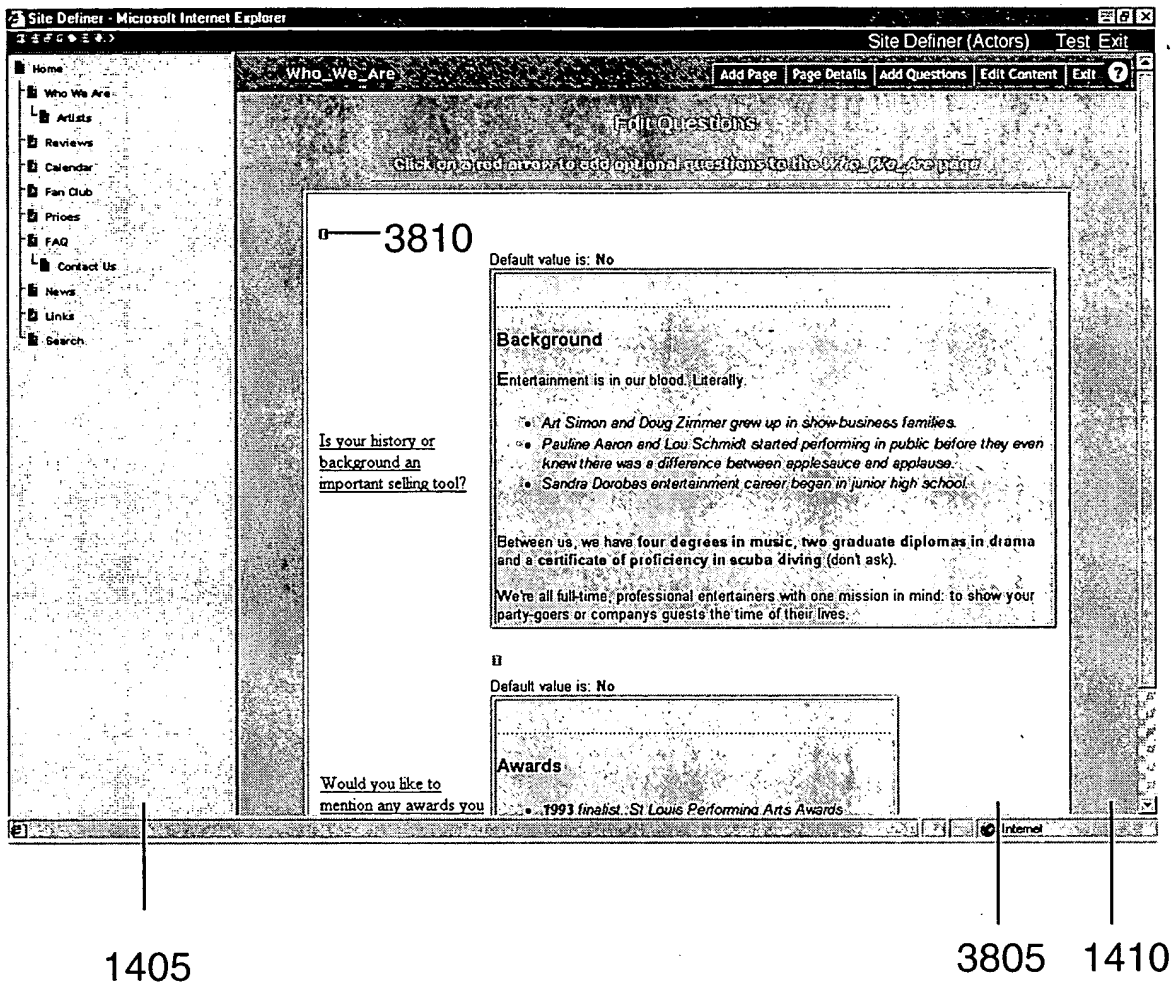 Site Definer - Microsoft Internet Explorer
Site Definer (Actors) Test Exit
Home
Who We Are
Artists
Reviews
Calendar
Fan Club
Prices
FAQ
Contact Us
News
Links
Search
Who_We_Are Add Page Page Details Add Questions Edit Content Exit ?
Edit Questions
Click on a red arrow to add optional questions to the Who_We_Are page
3810
Default value is: No
Background
Entertainment is in our blood. Literally.
• Art Simon and Doug Zimmer grew up in show-business families.
• Pauline Aaron and Lou Schmidt started performing in public before they even
knew there was a difference between applesauce and applause.
• Sandra Dorobas entertainment career began in junior high school.
Is your history or
background an
important selling tool?
Between us, we have four degrees in music, two graduate diplomas in drama
and a certificate of proficiency in scuba diving (don't ask).
We're all full-time, professional entertainers with one mission in mind: to show your
party-goers or companys guests the time of their lives.
Default value is: No
Awards
Would you like to
mention any awards you
• 1993 finalist. St Louis Performing Arts Awards
Internet
1405
3805
1410